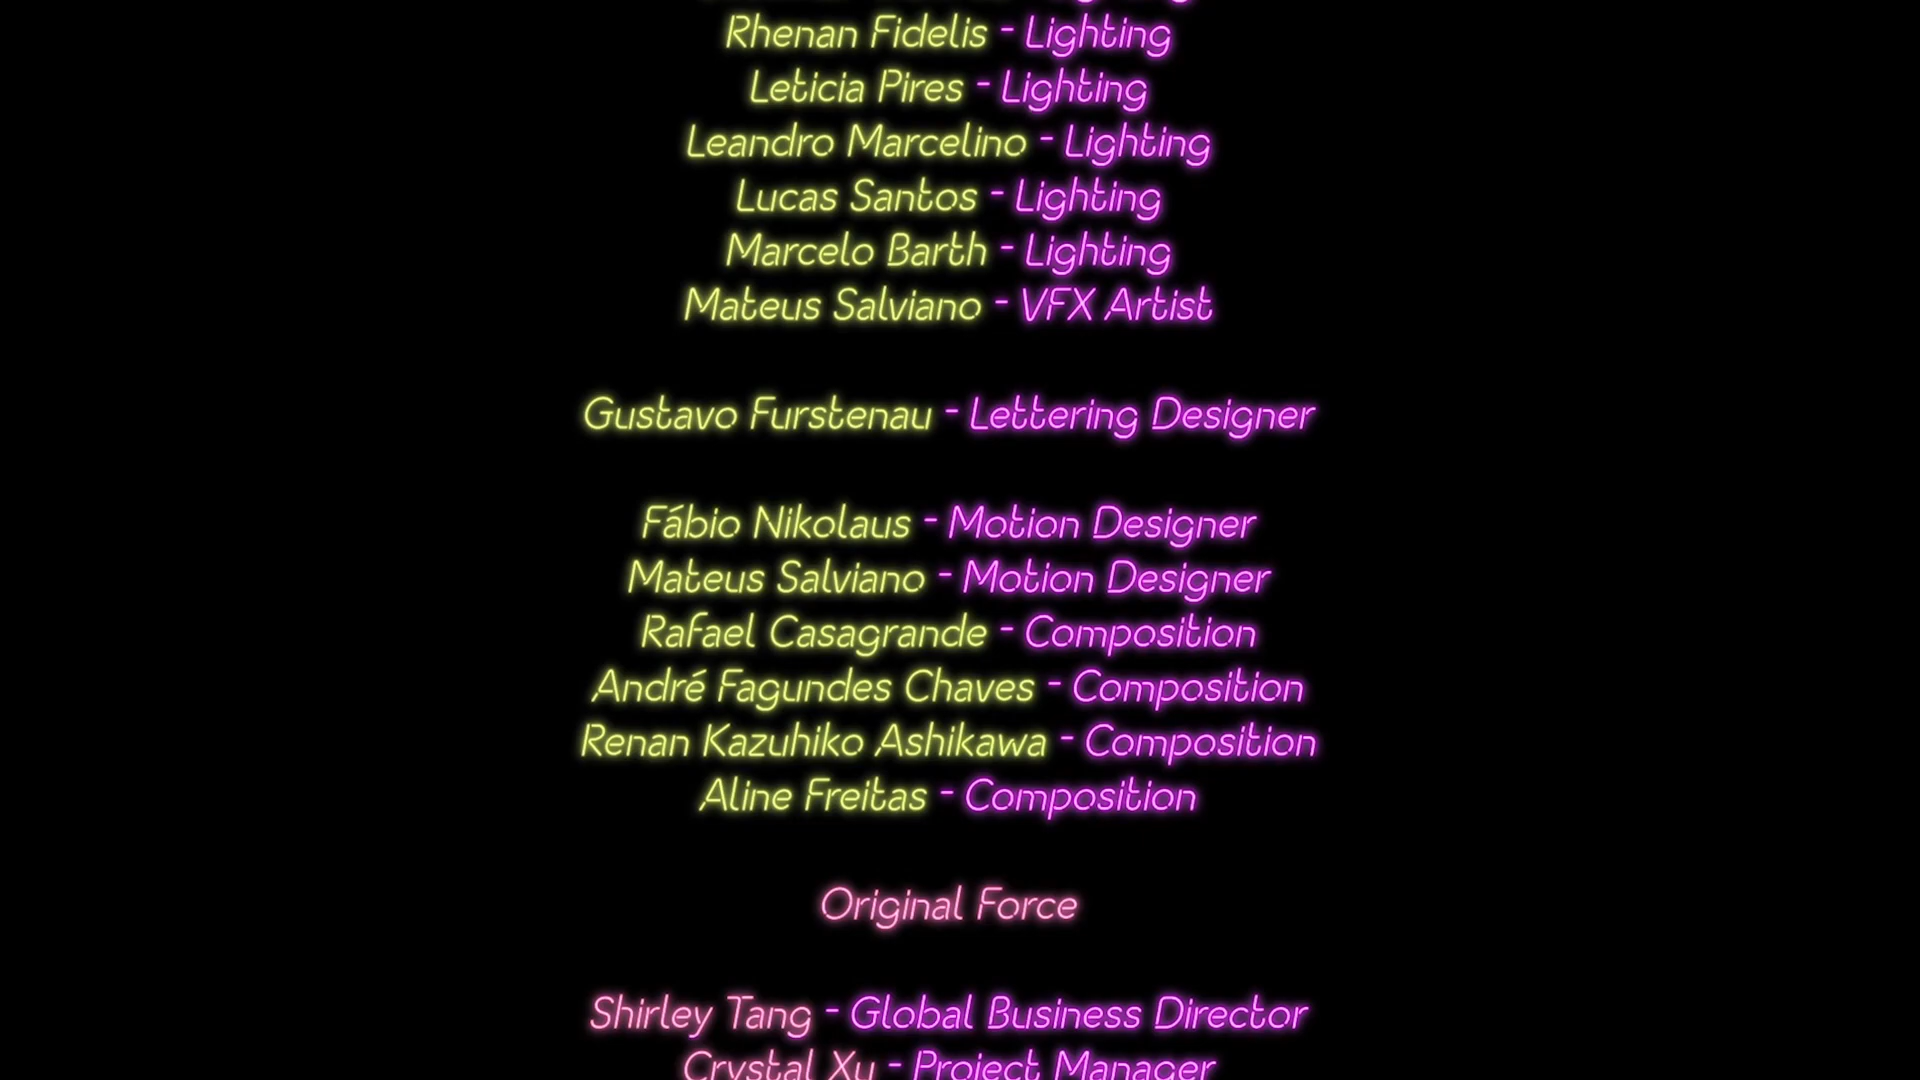 Rhenan Fidelis - Lighting
Leticia Pires - Lighting
Leandro Marcelino - Lighting
Lucas Santos - Lighting
Marcelo Barth - Lighting
Mateus Salviano - VFX Artist
Gustavo Furstenau - Lettering Designer
Fábio Nikolaus - Motion Designer
Mateus Salviano - Motion Designer
Rafael Casagrande - Composition
André Fagundes Chaves - Composition
Renan Kazuhiko Ashikawa - Composition
Aline Freitas - Composition
Original Force
Shirley Tang - Global Business Director
Crystal Xu - Project Manager